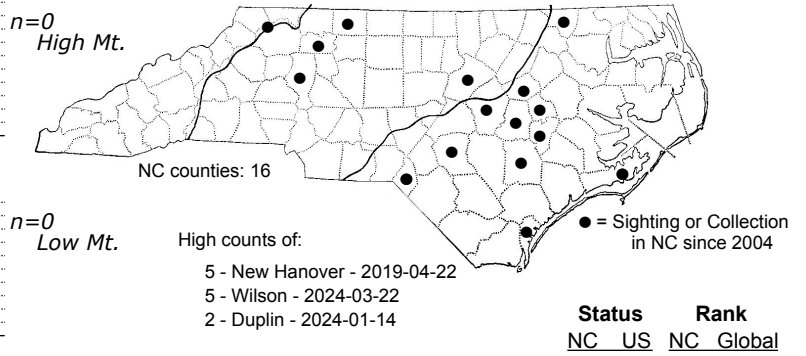 n=0
High Mt.
NC counties: 16
n=0
Low Mt.
● = Sighting or Collection
in NC since 2004
High counts of:
5 - New Hanover - 2019-04-22
5 - Wilson - 2024-03-22
2 - Duplin - 2024-01-14
Status Rank
NC US NC Global